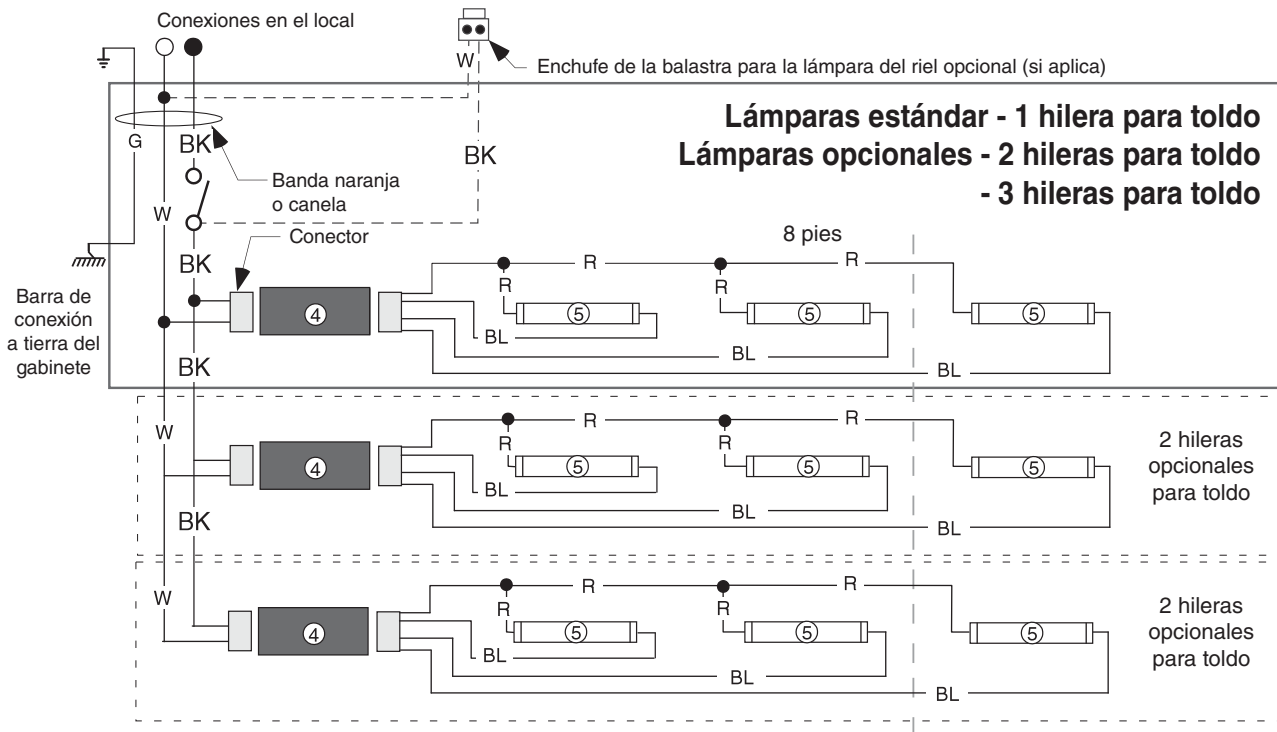 Conexiones en el local
W
Enchufe de la balastra para la lámpara del riel opcional (si aplica)
Lámparas estándar - 1 hilera para toldo
Lámparas opcionales - 2 hileras para toldo
- 3 hileras para toldo
G
BK
BK
Banda naranja
o canela
W
Conector
8 pies
BK
R
R
R
R
Barra de
conexión
a tierra del
gabinete
4
5
5
5
BL
BL
BL
BK
W
R
R
R
R
2 hileras
opcionales
para toldo
4
5
5
5
BL
BL
BL
BK
W
R
R
R
R
2 hileras
opcionales
para toldo
4
5
5
5
BL
BL
BL